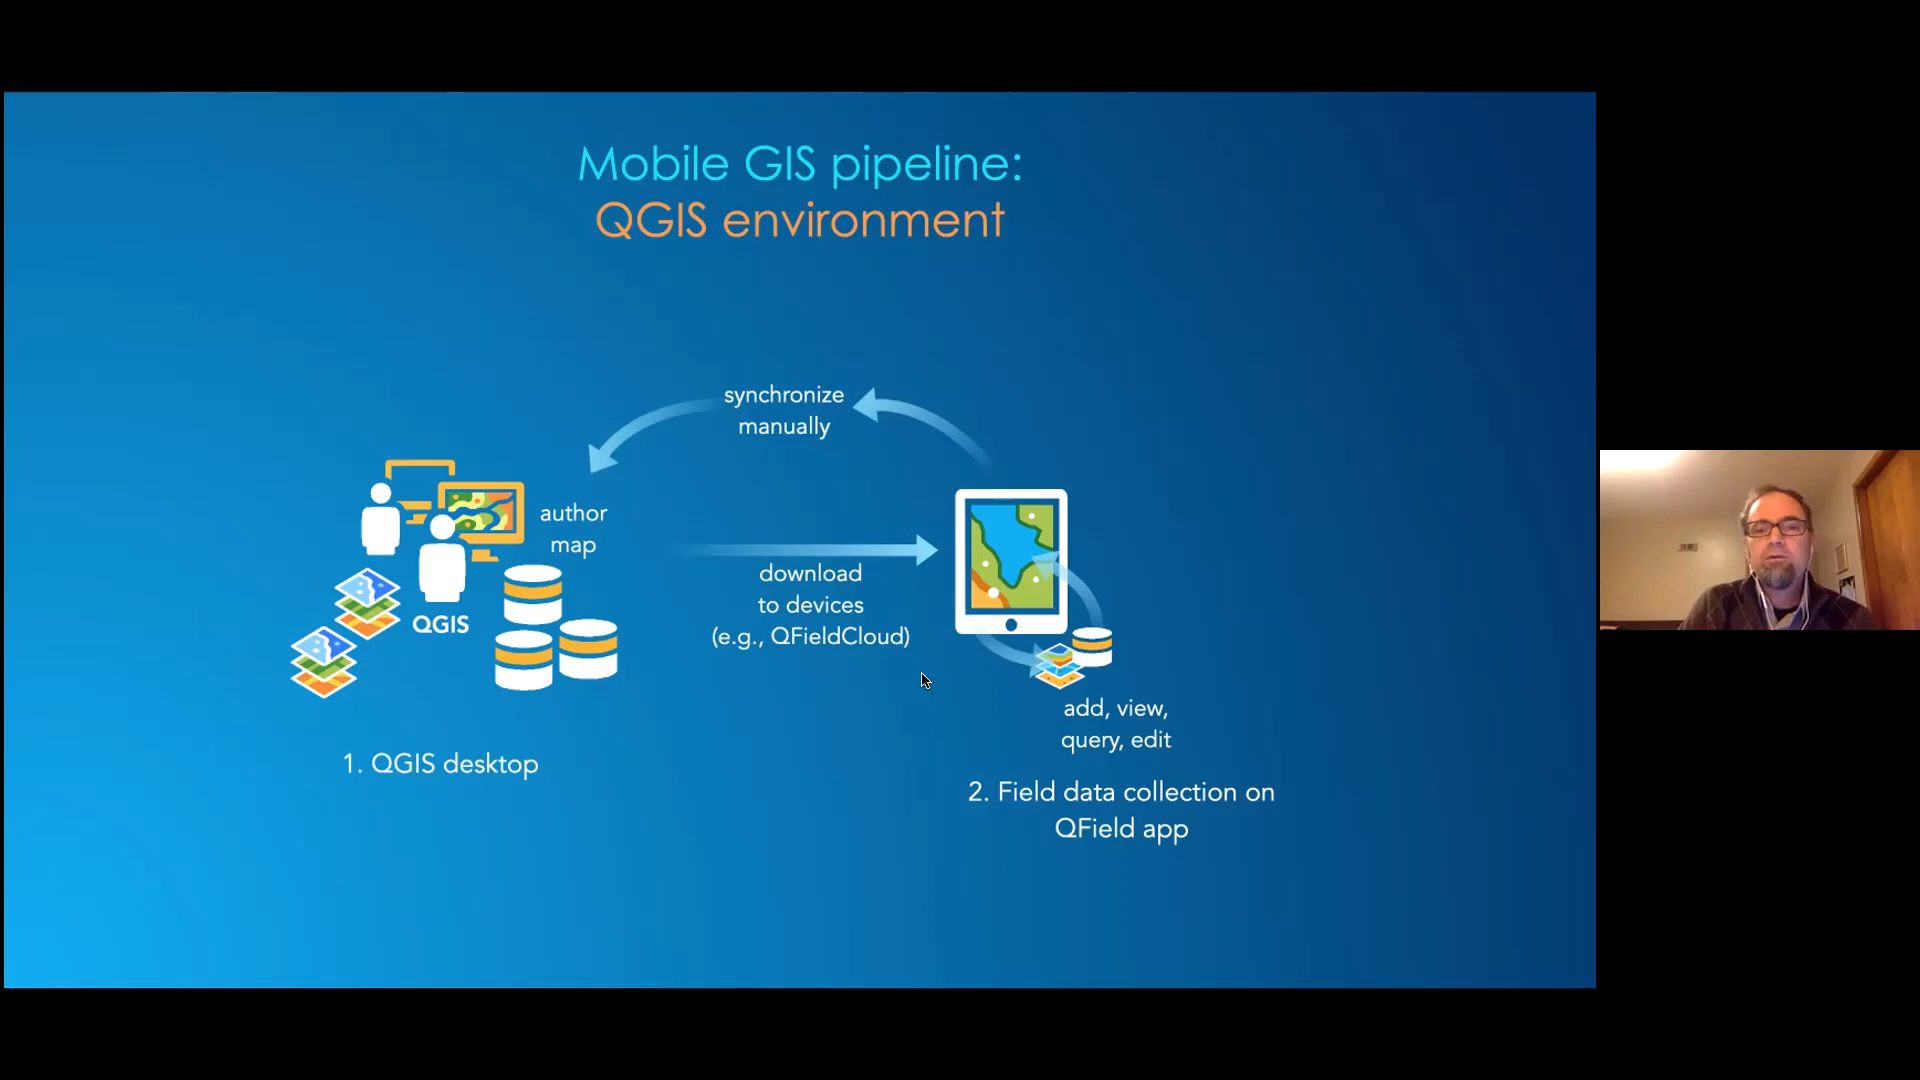 Mobile GIS pipeline:
QGIS environment
synchronize
manually
author
map
QGIS
download
to devices
(e.g., QFieldCloud)
add, view,
query, edit
1. QGIS desktop
2. Field data collection on
QField app